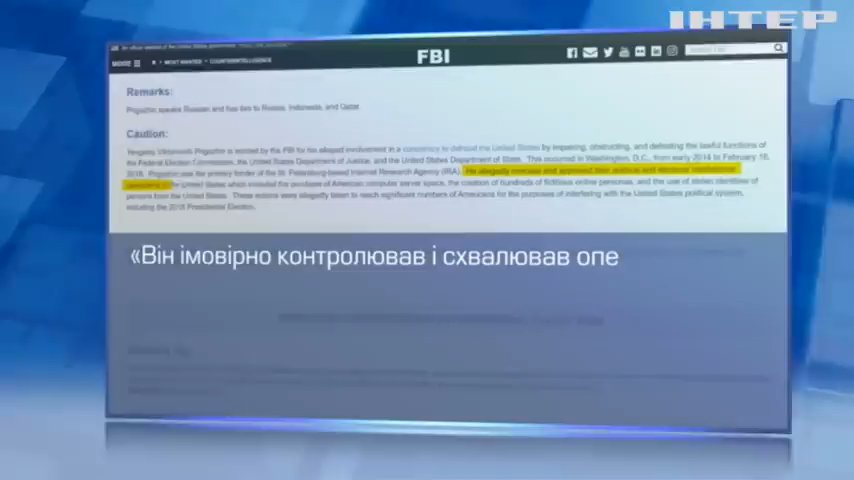 ІНТЕР
FBI
MORE
MOST WANTED
COUNTERINTELLIGENCE
Remarks:
Prigozhin speaks Russian and has ties to Russia, Indonesia, and Qatar
Caution:
Yevgeny Viktorovich Prigozhin is wanted by the FBI for his alleged involvement in a conspiracy to defraud the United States by impairing, obstructing, and defeating the lawful functions of
the Federal Election Commission, the United States Department of Justice, and the United States Department of State. This occurred in Washington, D.C., from early 2014 to February 16,
2018. Prigozhin was the primary funder of the St. Petersburg-based Internet Research Agency (IRA). He allegedly oversaw and approved their political and electoral interference
operations in the United States which included the purchase of American computer server space, the creation of hundreds of fictitious online personas, and the use of stolen identities of
persons from the United States. These actions were allegedly taken to reach significant numbers of Americans for the purposes of interfering with the United States political system,
including the 2016 Presidential Election.
«Він імовірно контролював і схвалював опе